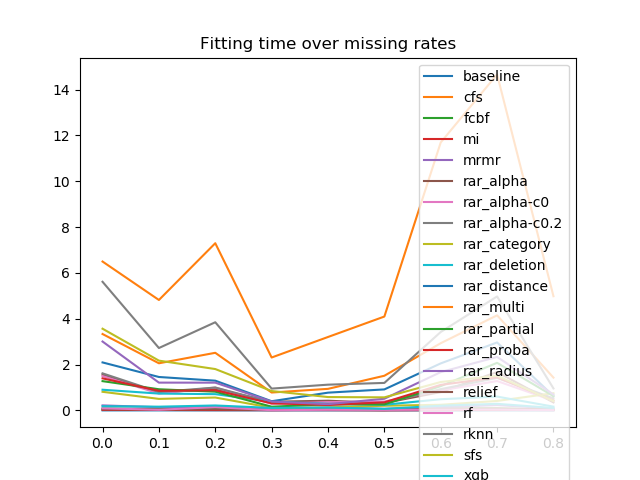 Fitting time over missing rates
14
12
10
8
6
4
2
0
0.0 0.1 0.2 0.3 0.4 0.5 0.6 0.7 0.8
baseline
cfs
fcbf
mi
mrmr
rar_alpha
rar_alpha-c0
rar_alpha-c0.2
rar_category
rar_deletion
rar_distance
rar_multi
rar_partial
rar_proba
rar_radius
relief
rf
rknn
sfs
xgb